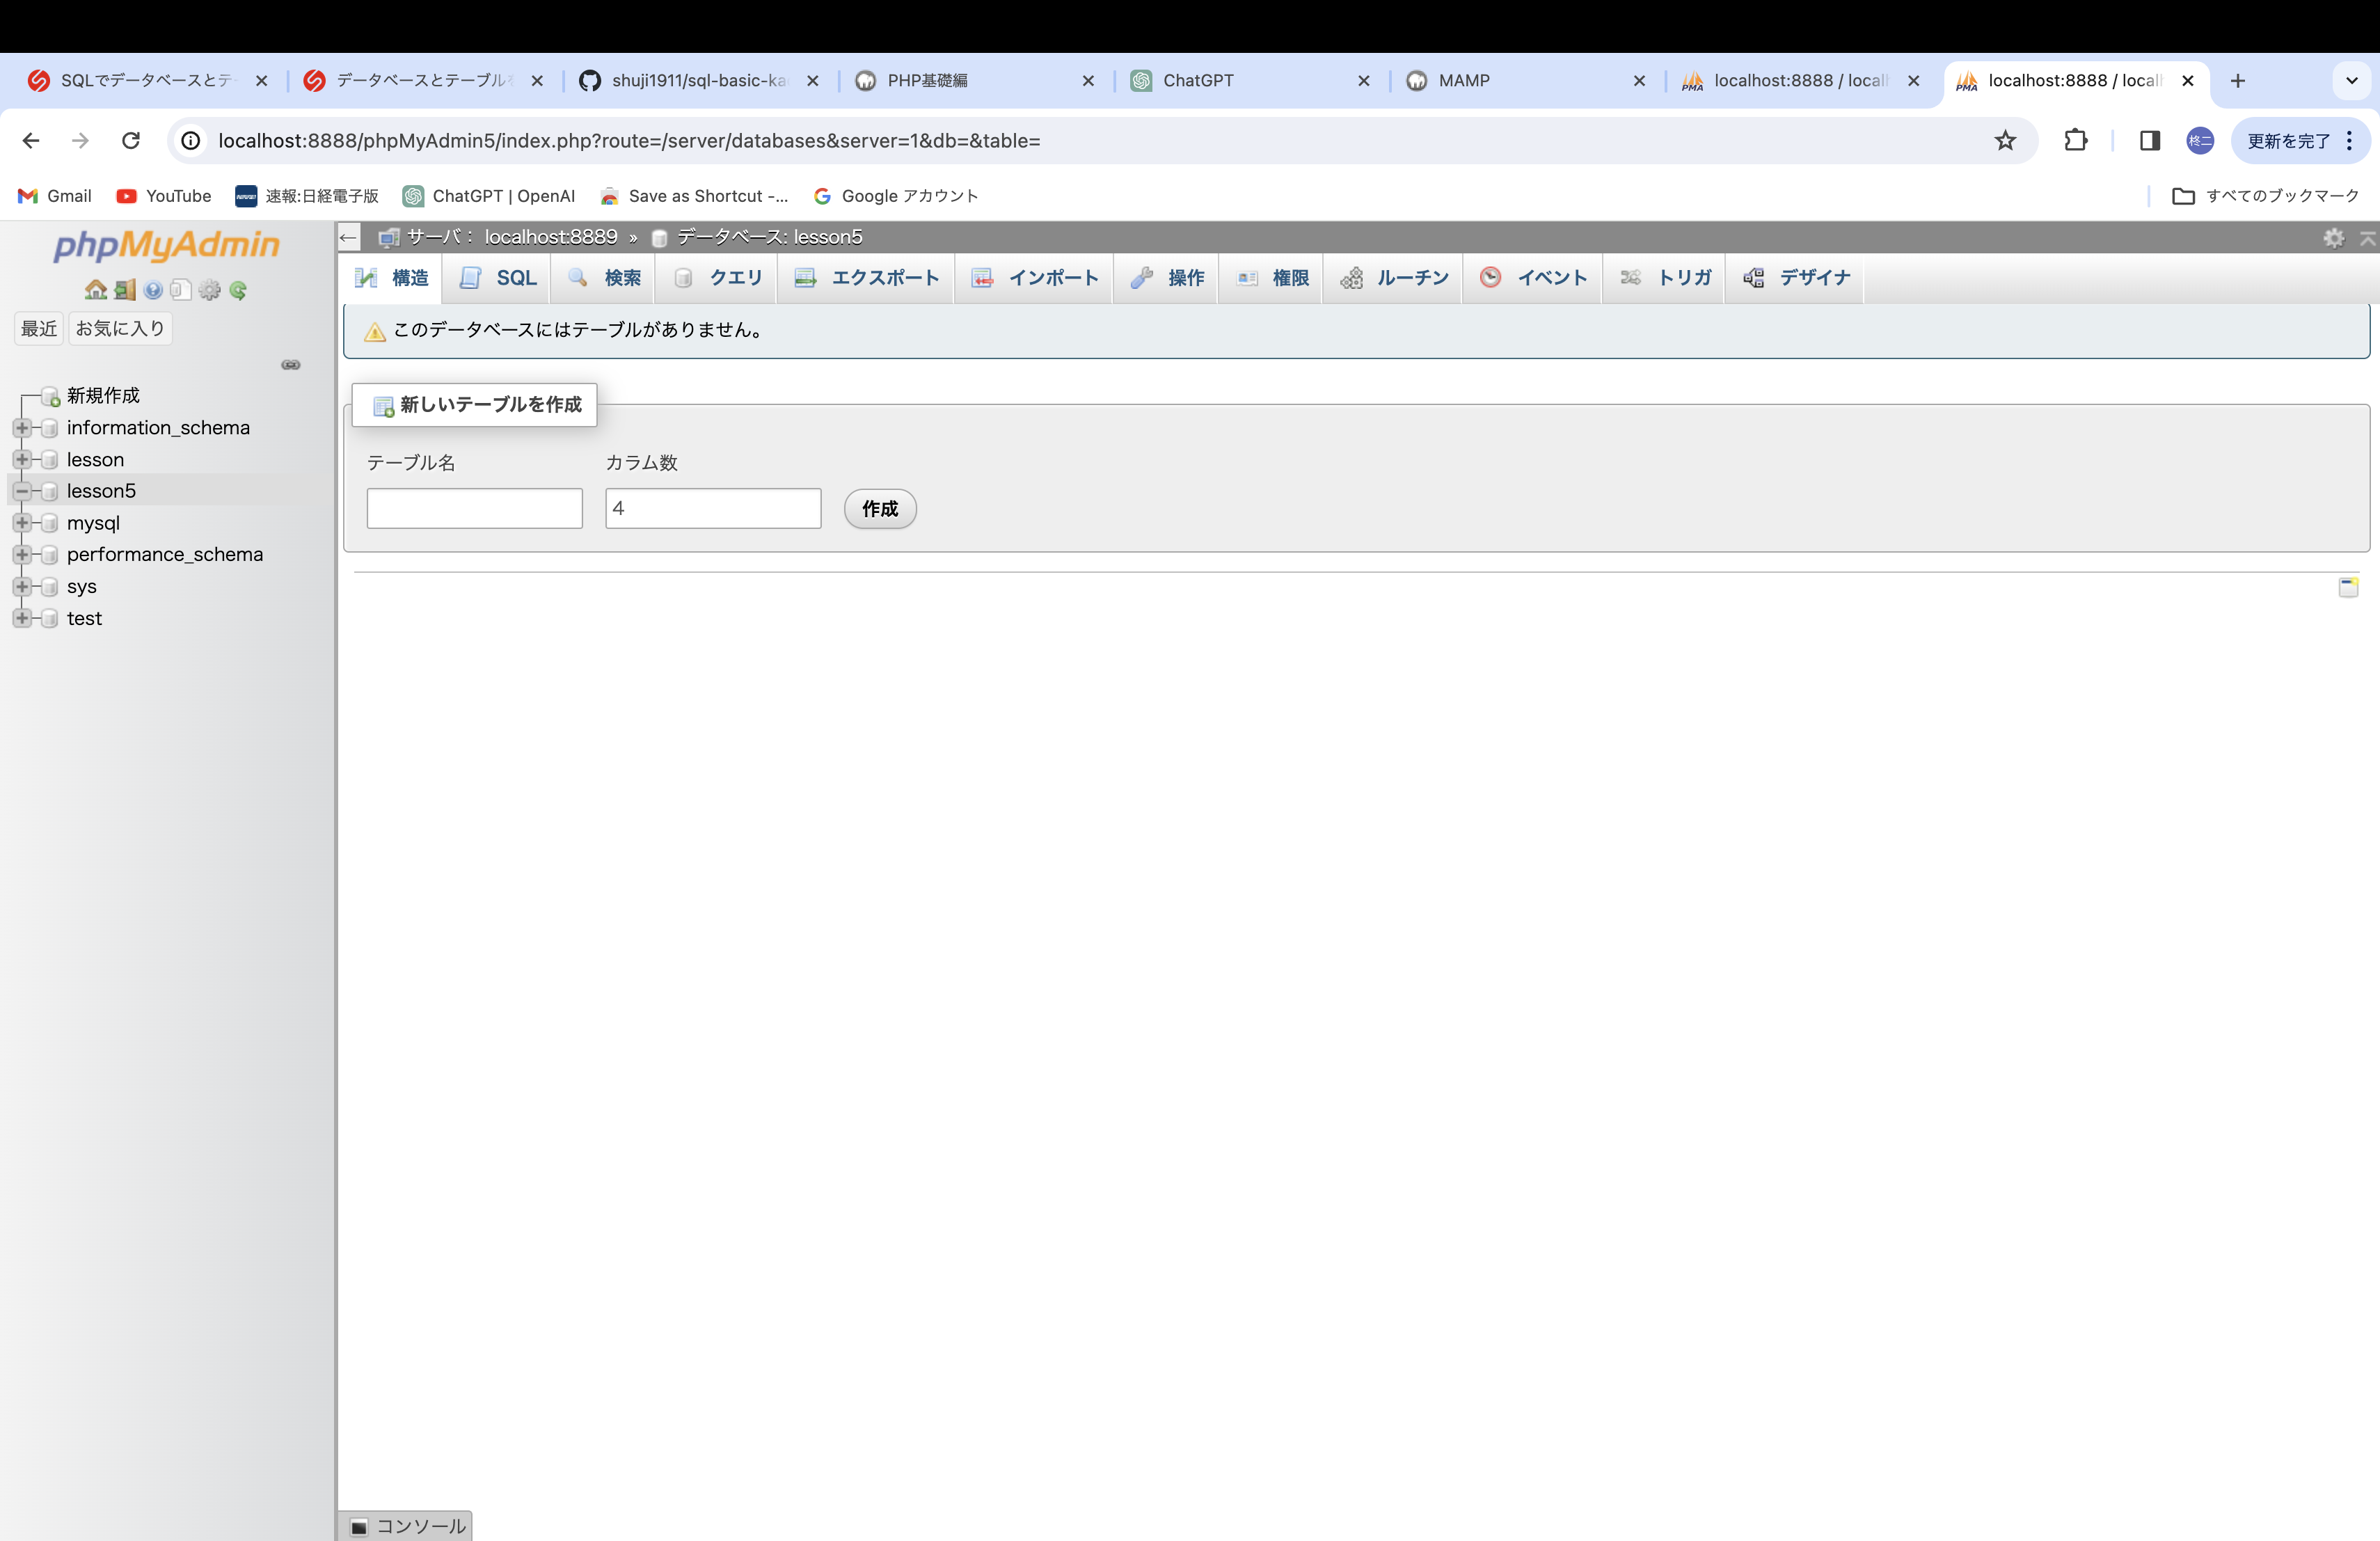 SQLでデータベースとテ
データベースとテーブル
shuji1911/sql-basic-ka
PHP基礎編
ChatGPT
MAMP
localhost:8888 / local
localhost:8888 / local
localhost:8888/phpMyAdmin5/index.php?route=/server/databases&server=1&db=&table=
柊二
更新を完了
Gmail
YouTube
速報:日経電子版
ChatGPT | OpenAI
Save as Shortcut -...
Google アカウント
すべてのブックマーク
phpMyAdmin
最近
お気に入り
新規作成
information_schema
lesson
lesson5
mysql
performance_schema
sys
test
サーバ： localhost:8889 » データベース: lesson5
構造
SQL
検索
クエリ
エクスポート
インポート
操作
権限
ルーチン
イベント
トリガ
デザイナ
このデータベースにはテーブルがありません。
新しいテーブルを作成
テーブル名
カラム数
4
作成
コンソール